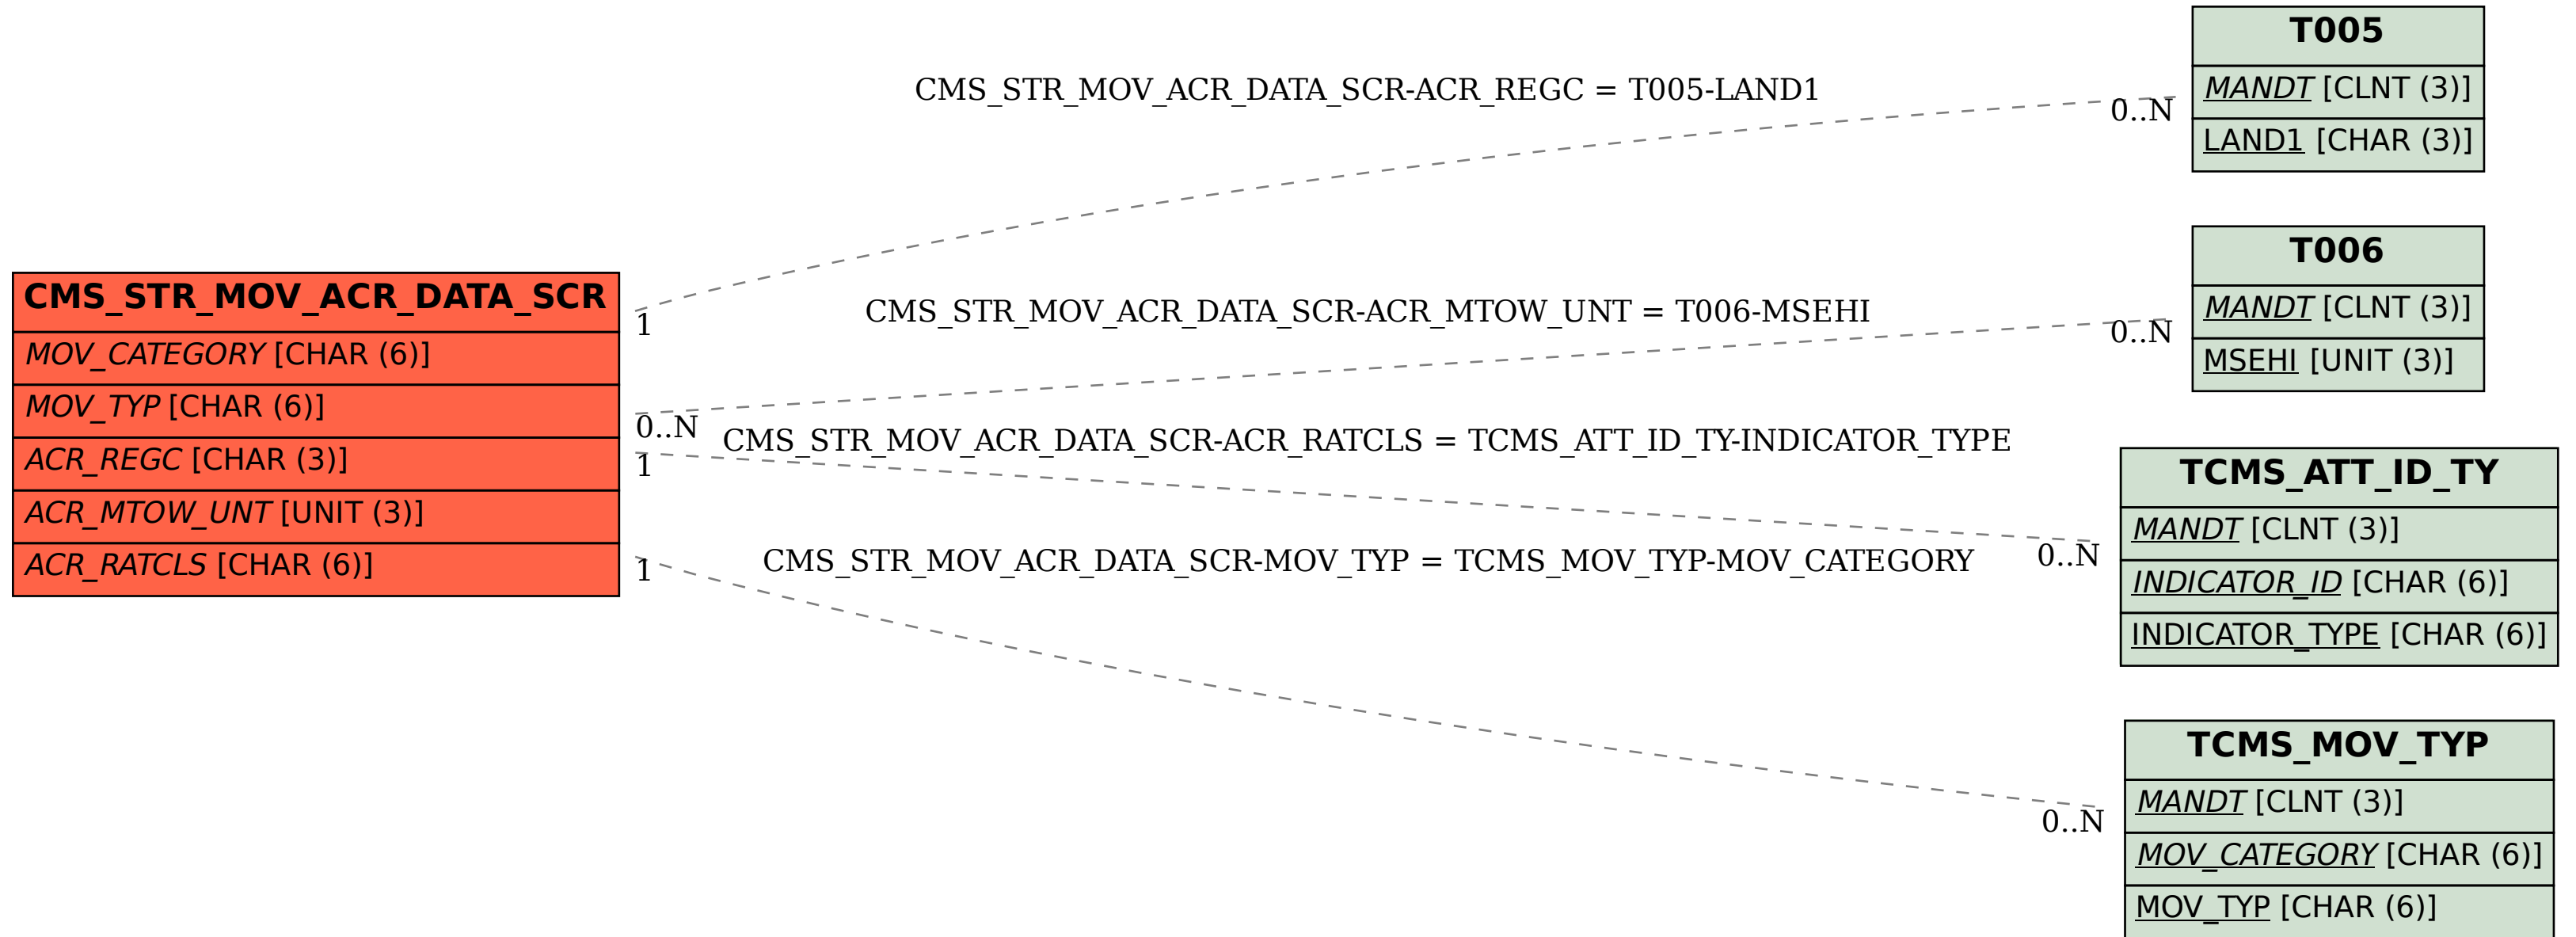 T005
MANDT [CLNT (3)]
LAND1 [CHAR (3)]
CMS_STR_MOV_ACR_DATA_SCR-ACR_REGC = T005-LAND1
0..N
1
T006
MANDT [CLNT (3)]
MSEHI [UNIT (3)]
CMS_STR_MOV_ACR_DATA_SCR-ACR_MTOW_UNT = T006-MSEHI
0..N
0..N
CMS_STR_MOV_ACR_DATA_SCR
MOV_CATEGORY [CHAR (6)]
MOV_TYP [CHAR (6)]
ACR_REGC [CHAR (3)]
ACR_MTOW_UNT [UNIT (3)]
ACR_RATCLS [CHAR (6)]
CMS_STR_MOV_ACR_DATA_SCR-ACR_RATCLS = TCMS_ATT_ID_TY-INDICATOR_TYPE
1
0..N
TCMS_ATT_ID_TY
MANDT [CLNT (3)]
INDICATOR_ID [CHAR (6)]
INDICATOR_TYPE [CHAR (6)]
CMS_STR_MOV_ACR_DATA_SCR-MOV_TYP = TCMS_MOV_TYP-MOV_CATEGORY
1
0..N
TCMS_MOV_TYP
MANDT [CLNT (3)]
MOV_CATEGORY [CHAR (6)]
MOV_TYP [CHAR (6)]